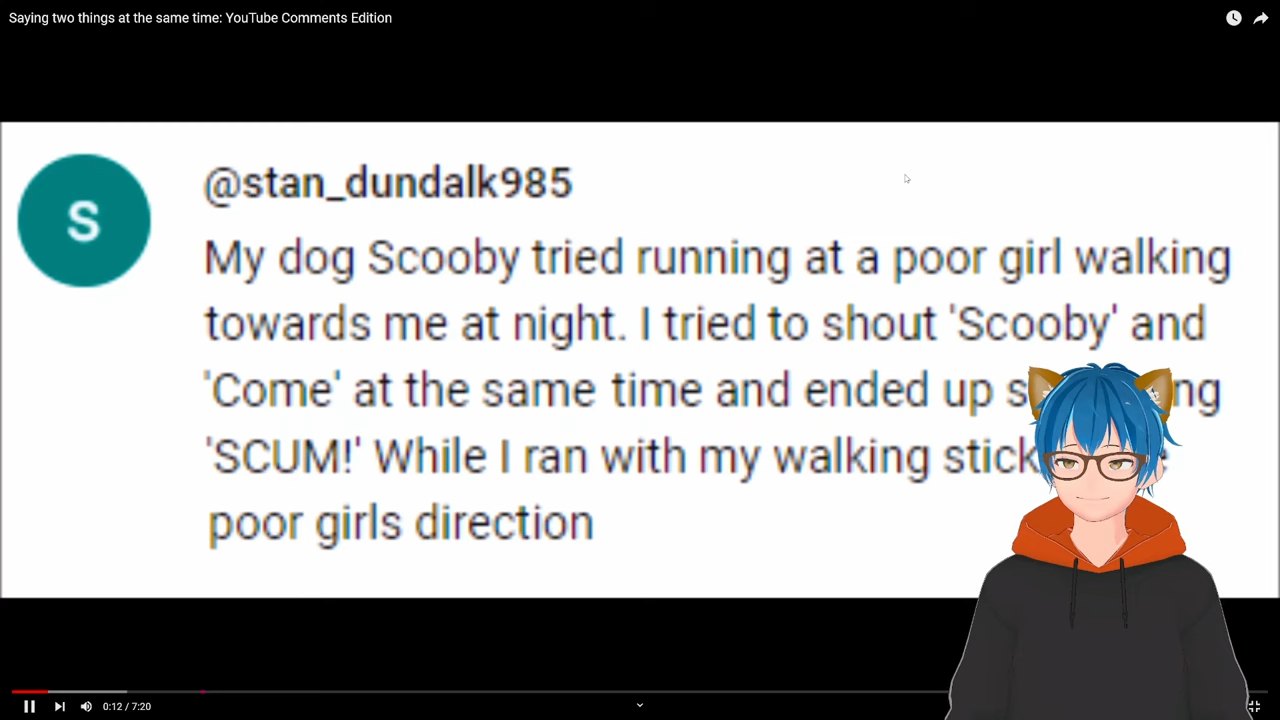 Saying two things at the same time: YouTube Comments Edition
S
@stan_dundalk985
My dog Scooby tried running at a poor girl walking
towards me at night. I tried to shout 'Scooby' and
'Come' at the same time and ended up
'SCUM!' While I ran with my walking stick
poor girls direction
0:12 / 7:20